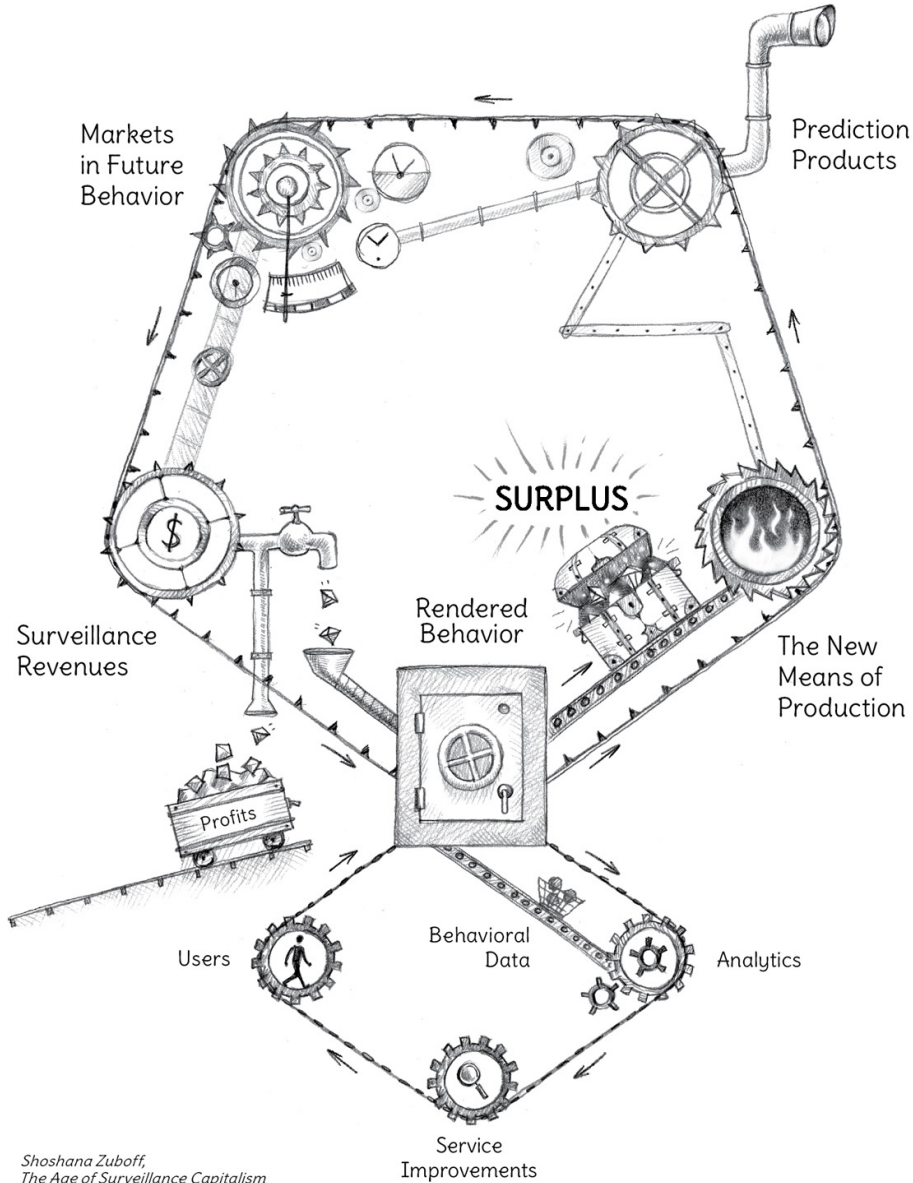 Markets
in Future
Behavior
Prediction
Products
SURPLUS
$
Rendered
Behavior
Surveillance
Revenues
The New
Means of
Production
Profits
Users
Behavioral
Data
Analytics
Service
Improvements
Shoshana Zuboff,
The Age of Surveillance Capitalism